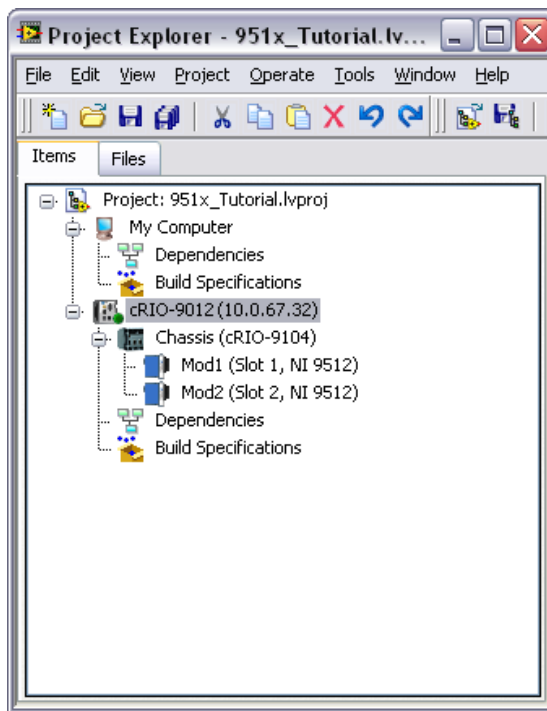 Project Explorer - 951x_Tutorial.lv...
File Edit View Project Operate Tools Window Help
Items Files
Project: 951x_Tutorial.lvproj
My Computer
Dependencies
Build Specifications
cRIO-9012 (10.0.67.32)
Chassis (cRIO-9104)
Mod1 (Slot 1, NI 9512)
Mod2 (Slot 2, NI 9512)
Dependencies
Build Specifications